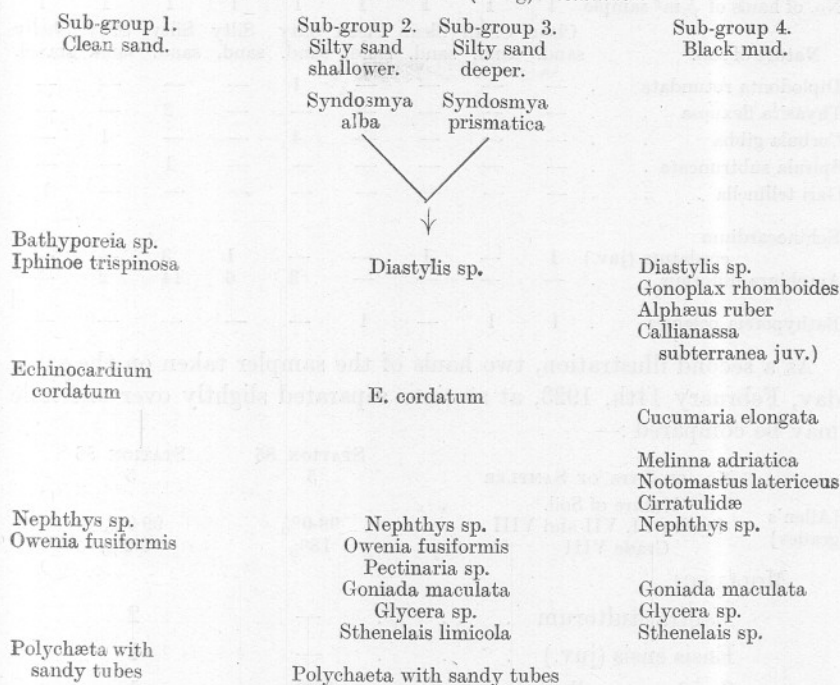 Sub-group 1.
Clean sand.
Sub-group 2.
Silty sand
shallower.
Sub-group 3.
Silty sand
deeper.
Sub-group 4.
Black mud.
Syndosmya
alba
Syndosmya
prismatica
Bathyporeia sp.
Iphinoe trispinosa
Diastylis sp.
Diastylis sp.
Gonoplax rhomboides
Alphæus ruber
Callianassa
subterranea juv.)
Echinocardium
cordatum
E. cordatum
Cucumaria elongata
Melinna adriatica
Notomastus latericeus
Cirratulidæ
Nephthys sp.
Owenia fusiformis
Nephthys sp.
Owenia fusiformis
Pectinaria sp.
Goniada maculata
Glycera sp.
Sthenelais limicola
Nephthys sp.
Goniada maculata
Glycera sp.
Sthenelais sp.
Polychæta with
sandy tubes
Polychaeta with sandy tubes